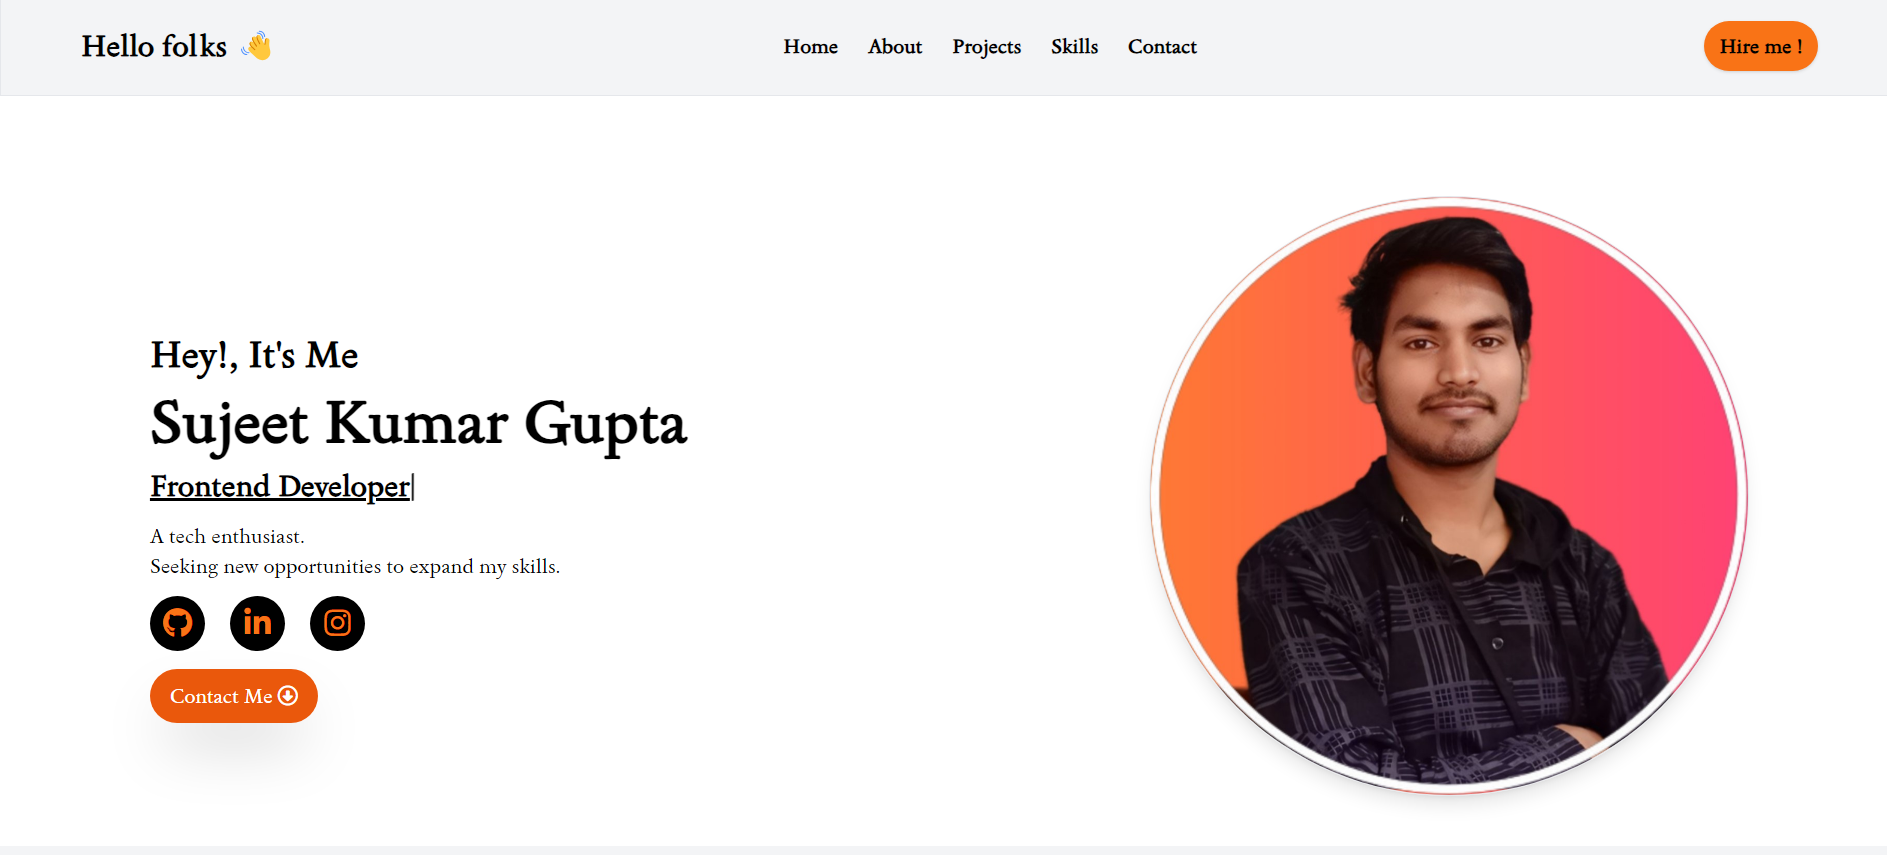 Hello folks 👋
Home About Projects Skills Contact
Hire me !
Hey!, It's Me
Sujeet Kumar Gupta
Frontend Developer|
A tech enthusiast.
Seeking new opportunities to expand my skills.
in
Contact Me